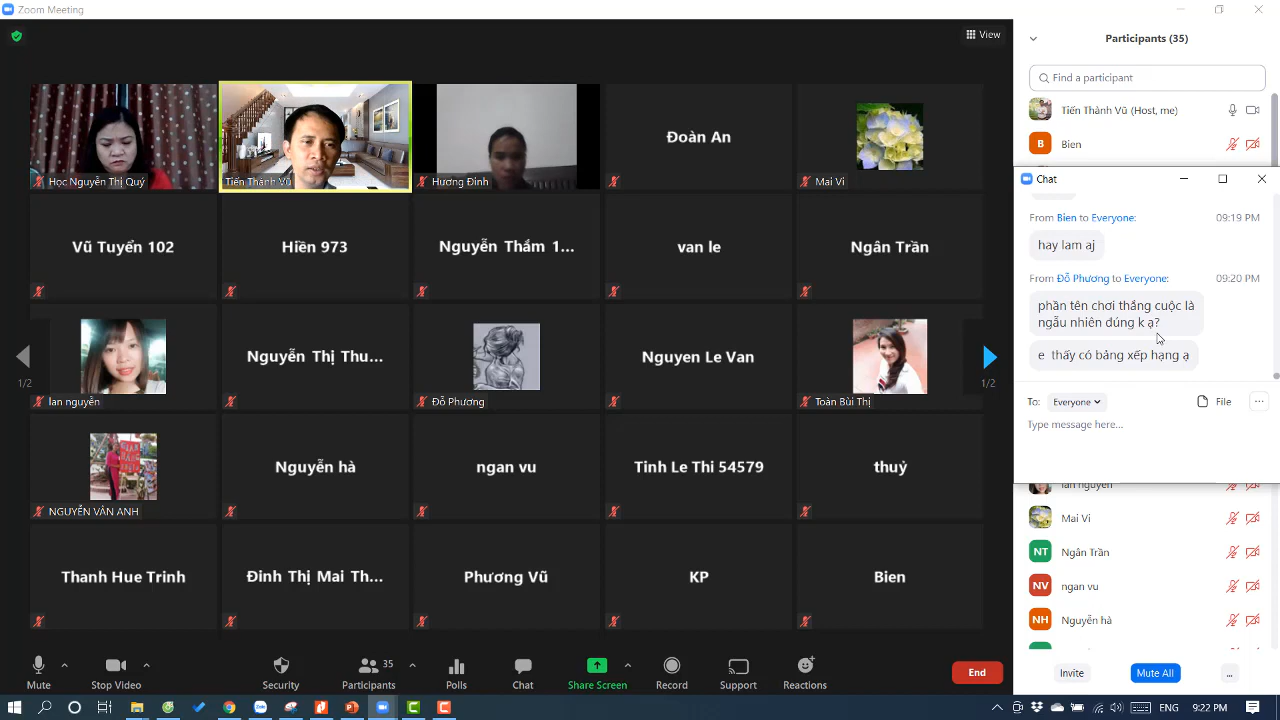 Zoom Meeting
View
Học Nguyễn Thị Quý
Tiến Thành Vũ
Hương Đinh
Đoàn An
Mai Vi
Vũ Tuyển 102
Hiền 973
Nguyễn Thắm 1...
van le
Ngân Trần
1/2
lan nguyễn
Nguyễn Thị Thu...
Đỗ Phương
Nguyen Le Van
Toàn Bùi Thị
1/2
NGUYỄN VÂN ANH
Nguyễn hà
ngan vu
Tinh Le Thi 54579
thuỷ
Thanh Hue Trinh
Đinh Thị Mai Th...
Phương Vũ
KP
Bien
Mute
Stop Video
Security
Participants
35
Polls
Chat
Share Screen
Record
Support
Reactions
End
Participants (35)
Find a participant
Tiến Thành Vũ (Host, me)
B
Bien
Chat
From Bien to Everyone:
09:19 PM
hay lam aj
From Đỗ Phương to Everyone:
09:20 PM
phần tên chơi thắng cuộc là
ngẫu nhiên đúng k ạ?
e thấy có bảng xếp hạng ạ
To:
Everyone
File
...
Type message here...
lan nguyễn
Mai Vi
NT
Ngân Trần
NV
ngan vu
NH
Nguyễn hà
Invite
Mute All
...
Zalo
ENG
9:22 PM